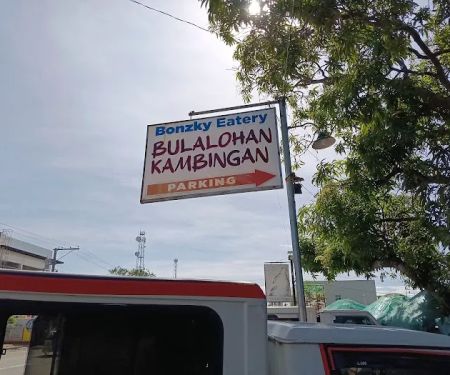 Bonzky Eatery
BULALOHAN
KAMBINGAN
PARKING